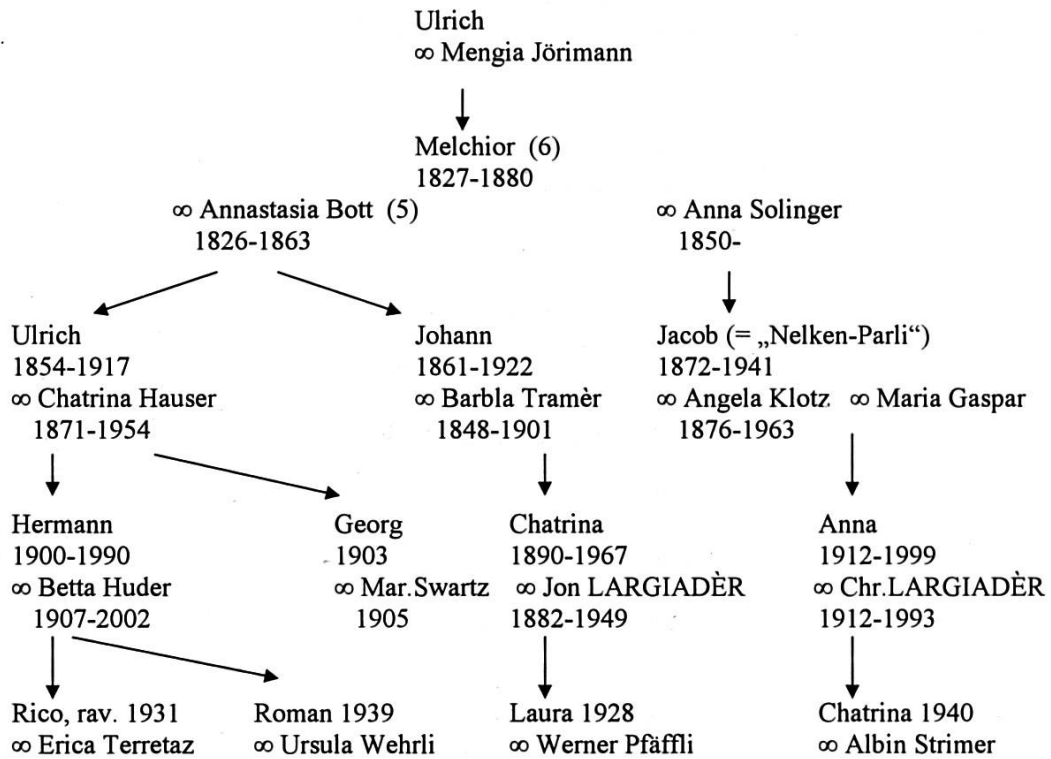 Ulrich
∞ Mengia Jörimann
Melchior (6)
1827-1880
∞ Annastasia Bott (5)
1826-1863
∞ Anna Solinger
1850-
Ulrich
1854-1917
∞ Chatrina Hauser
1871-1954
Johann
1861-1922
∞ Barbla Tramèr
1848-1901
Jacob (= „Nelken-Parli“)
1872-1941
∞ Angela Klotz ∞ Maria Gaspar
1876-1963
Hermann
1900-1990
∞ Betta Huder
1907-2002
Georg
1903
∞ Mar.Swartz
1905
Chatrina
1890-1967
∞ Jon LARGIADÈR
1882-1949
Anna
1912-1999
∞ Chr.LARGIADÈR
1912-1993
Rico, rav. 1931
∞ Erica Terretaz
Roman 1939
∞ Ursula Wehrli
Laura 1928
∞ Werner Pfäffli
Chatrina 1940
∞ Albin Strimer